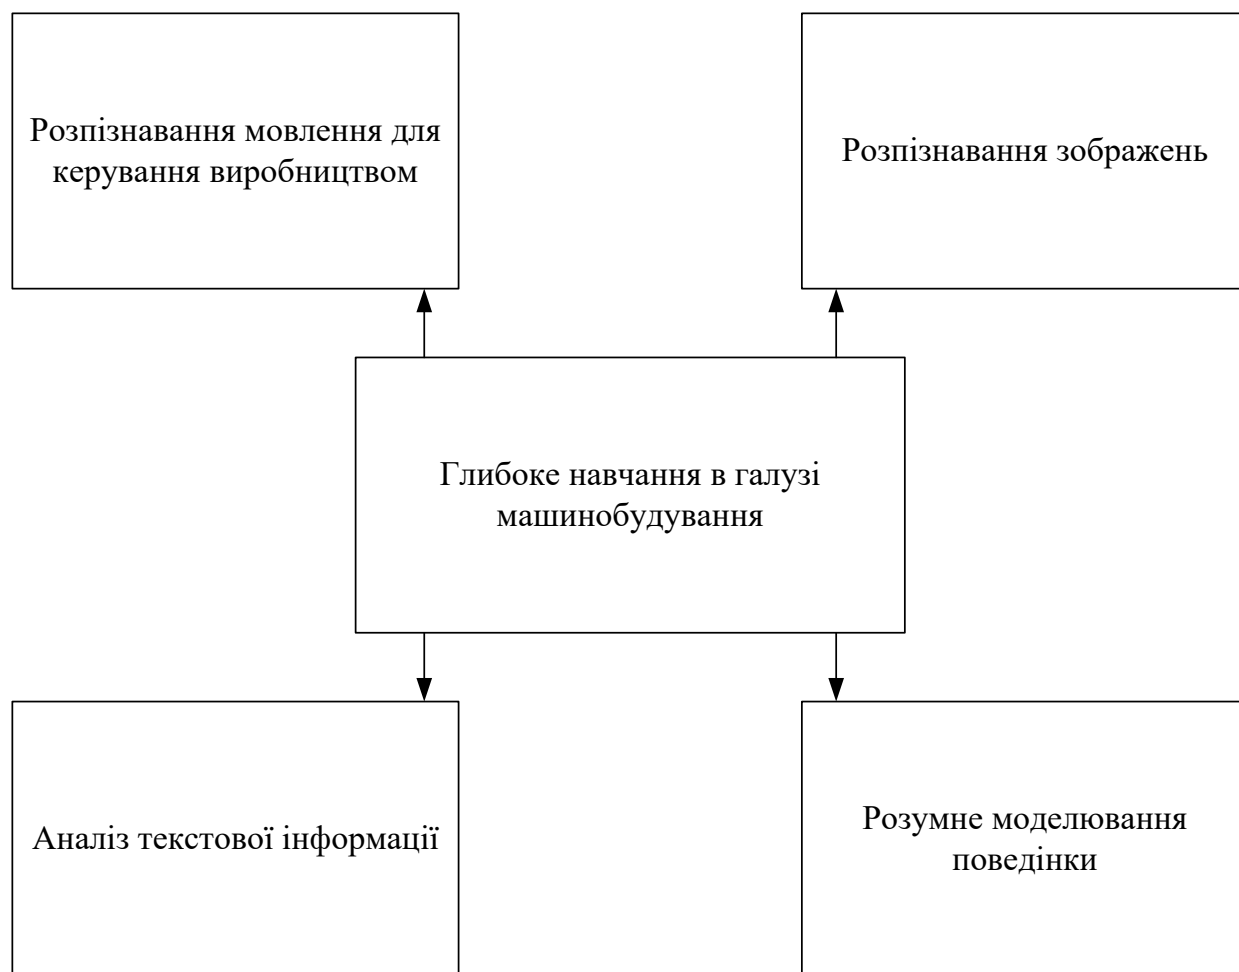 Розпізнавання мовлення для
керування виробництвом
Розпізнавання зображень
Глибоке навчання в галузі
машинобудування
Аналіз текстової інформації
Розумне моделювання
поведінки